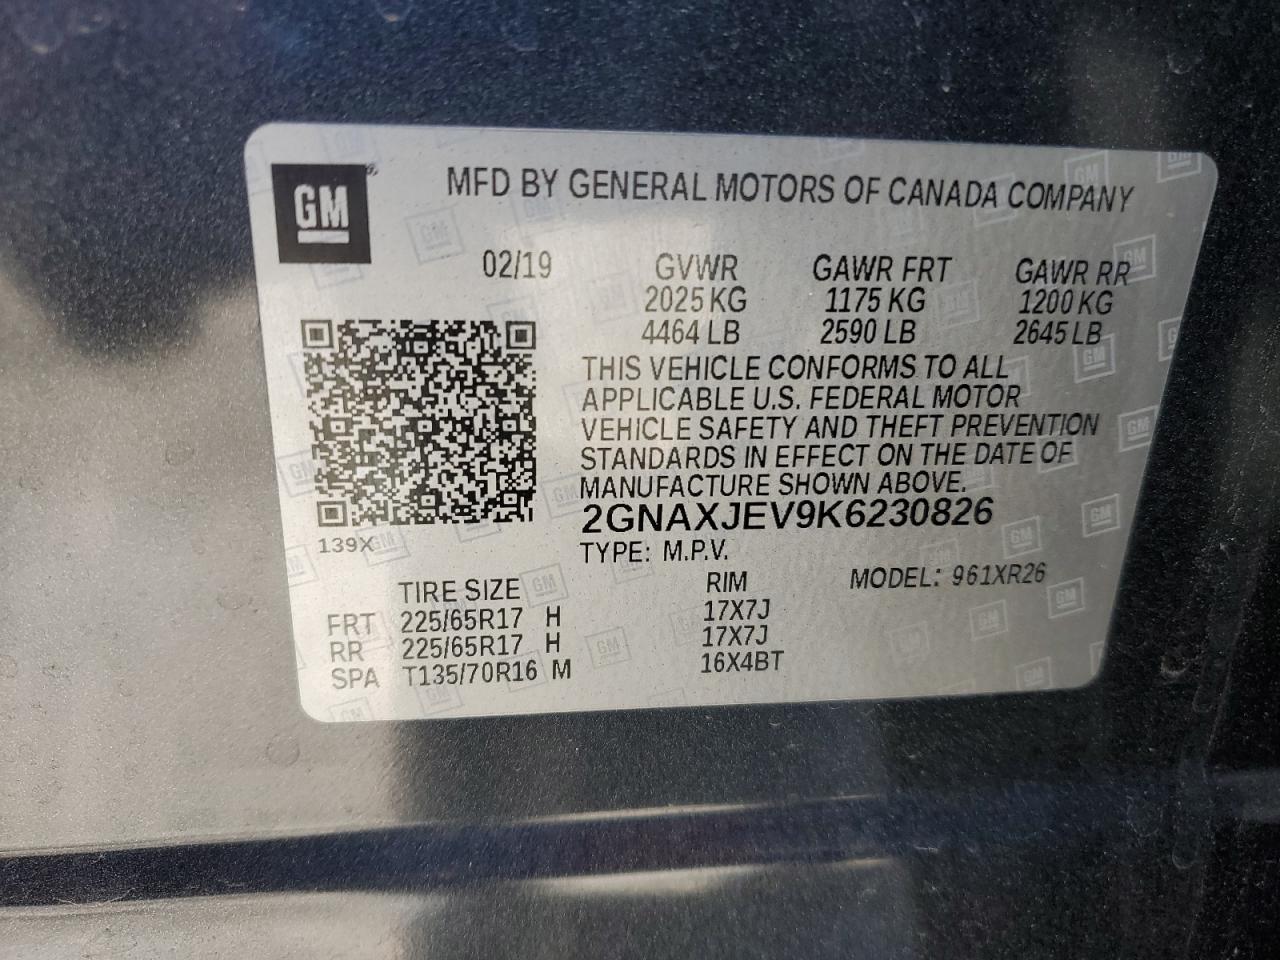 GM
MFD BY GENERAL MOTORS OF CANADA COMPANY
02/19 GVWR GAWR FRT GAWR RR
2025 KG 1175 KG 1200 KG
4464 LB 2590 LB 2645 LB
THIS VEHICLE CONFORMS TO ALL
APPLICABLE U.S. FEDERAL MOTOR
VEHICLE SAFETY AND THEFT PREVENTION
STANDARDS IN EFFECT ON THE DATE OF
MANUFACTURE SHOWN ABOVE.
2GNAXJEV9K6230826
139X
TYPE: M.P.V.
TIRE SIZE RIM MODEL: 961XR26
FRT 225/65R17 H 17X7J
RR 225/65R17 H 17X7J
SPA T135/70R16 M 16X4BT